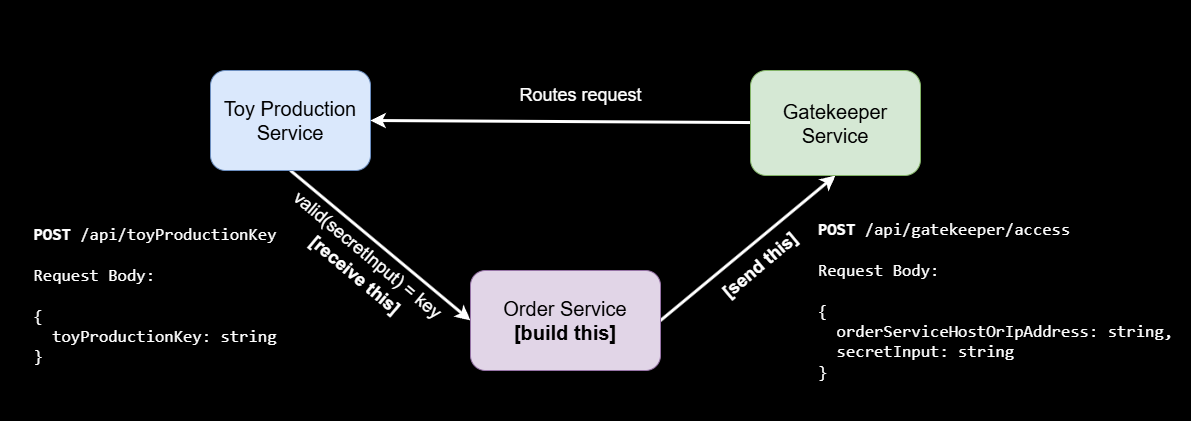 Routes request
Toy Production
Service
Gatekeeper
Service
valid(secretInput) = key
[receive this]
POST /api/toyProductionKey
Request Body:
{
toyProductionKey: string
}
Order Service
[build this]
[send this]
POST /api/gatekeeper/access
Request Body:
{
orderServiceHostOrIpAddress: string,
secretInput: string
}